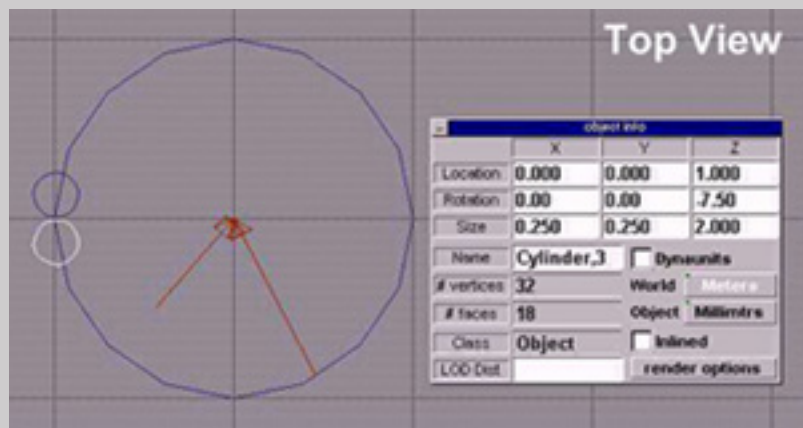 Top View
object info
X Y Z
Location 0.000 0.000 1.000
Rotation 0.00 0.00 -7.50
Size 0.250 0.250 2.000
Name Cylinder,3 Dynaunits
# vertices 32 World Meters
# faces 18 Object Millimtrs
Class Object Inlined
LOD Dist render options